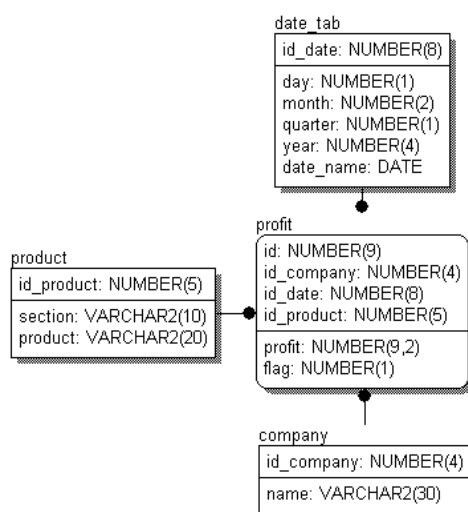 date_tab
id_date: NUMBER(8)
day: NUMBER(1)
month: NUMBER(2)
quarter: NUMBER(1)
year: NUMBER(4)
date_name: DATE
profit
id: NUMBER(9)
id_company: NUMBER(4)
id_date: NUMBER(8)
id_product: NUMBER(5)
profit: NUMBER(9,2)
flag: NUMBER(1)
product
id_product: NUMBER(5)
section: VARCHAR2(10)
product: VARCHAR2(20)
company
id_company: NUMBER(4)
name: VARCHAR2(30)